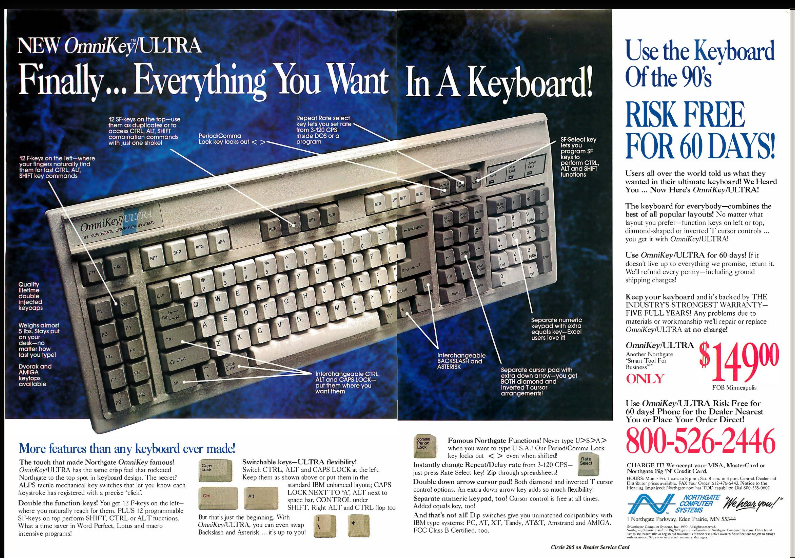 NEW OmniKey™/ULTRA
Finally... Everything You Want In A Keyboard!
12 SF-keys on the top—use
them as duplicates or to
access CTRL, ALT, SHIFT
combination commands
with just one stroke!
Period/Comma
Lock key locks out < >
Repeat Rate select
key lets you set rate
from 3-120 CPS
inside DOS or a
program
SF-Select key
lets you
program SF
keys to
perform CTRL,
ALT and SHIFT
functions
12 F-keys on the left—where
your fingers naturally find
them for fast CTRL, ALT,
SHIFT key commands
OmniKey/ULTRA
Quality
lifetime
double
injected
keycaps
Weighs almost
5 lbs. Stays put
on your
desk—no
matter how
fast you type!
Dvorak and
AMIGA
keytops
available
Interchangeable CTRL,
ALT and CAPS LOCK—
put them where you
want them
Interchangeable
BACKSLASH and
ASTERISK
Separate numeric
keypad with extra
equals key—Excel
users love it!
Separate cursor pad with
extra down arrow—you get
BOTH diamond and
inverted T cursor
arrangements!
More features than any keyboard ever made!
The touch that made Northgate OmniKey famous!
OmniKey/ULTRA has the same crisp feel that rocketed
Northgate to the top spot in keyboard design. The secret?
ALPS main mechanical key switches that let you know each
keystroke has registered with a precise "click".
Double the function keys! You get 12 F-keys on the left—
where you naturally reach for them. PLUS 12 programmable
SF-keys on top perform SHIFT, CTRL or ALT functions.
What a time saver in Word Perfect, Lotus and macro
intensive programs!
Switchable keys—ULTRA flexibility!
Switch CTRL, ALT and CAPS LOCK at the left.
Keep them as shown above or put them in the
standard IBM enhanced layout; CAPS
LOCK NEXT TO "A", ALT next to
space bar, CONTROL under
SHIFT. Right ALT and CTRL flop too
But that's just the beginning. With
OmniKey/ULTRA, you can even swap
Backslash and Asterisk ... it's up to you!
Famous Northgate Functions! Never type U>S>A>
when you want to type U.S.A.! Our Period/Comma Lock
key locks out < > even when shifted!
Instantly change Repeat/Delay rate from 3-120 CPS—
just press Rate Select key! Zip through spreadsheets!
Rate
Select
Double down arrow cursor pad! Both diamond and inverted T cursor
control options. An extra down arrow key adds so much flexibility.
Separate numeric keypad, too! Cursor control is free at all times.
Added equals key, too!
And that's not all! Dip switches give you unmatched compatibility with
IBM type systems: PC, AT, XT, Tandy, AT&T, Amstrad and AMIGA.
FCC Class B Certified, too.
Use the Keyboard
Of the 90's
RISK FREE
FOR 60 DAYS!
Users all over the world told us what they
wanted in their ultimate keyboard! We Heard
You ... Now Here's OmniKey/ULTRA!
The keyboard for everybody—combines the
best of all popular layouts! No matter what
layout you prefer—function keys on left or top,
diamond-shaped or inverted T cursor controls ...
you get it with OmniKey/ULTRA!
Use OmniKey/ULTRA for 60 days! If it
doesn't live up to everything we promise, return it.
We'll refund every penny—including ground
shipping charges!
Keep your keyboard and it's backed by THE
INDUSTRY'S STRONGEST WARRANTY—
FIVE FULL YEARS! Any problems due to
materials or workmanship we'll repair or replace
OmniKey/ULTRA at no charge!
OmniKey/ULTRA
Another Northgate
"Smart Tool For
Business"
ONLY
$149.00
FOB Minneapolis
Use OmniKey/ULTRA Risk Free for
60 days! Phone for the Dealer Nearest
You or Place Your Order Direct!
800-526-2446
CHARGE IT! We accept your VISA, MasterCard or
Northgate Big 'N' Credit Card.
NORTHGATE
COMPUTER
SYSTEMS
We hear you!"
1 Northgate Parkway, Eden Prairie, MN 55344
Circle 205 on Reader Service Card